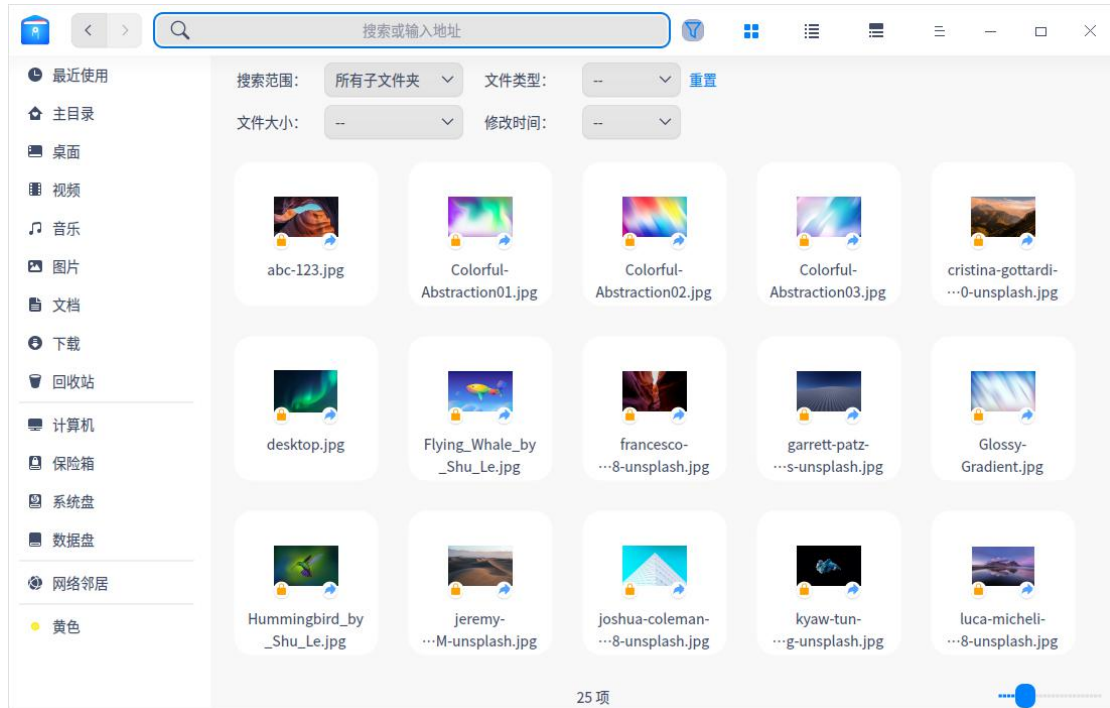 搜索或输入地址
最近使用
主目录
桌面
视频
音乐
图片
文档
下载
回收站
计算机
保险箱
系统盘
数据盘
网络邻居
黄色
搜索范围： 所有子文件夹 文件类型： -- 重置
文件大小： -- 修改时间： --
abc-123.jpg
Colorful-
Abstraction01.jpg
Colorful-
Abstraction02.jpg
Colorful-
Abstraction03.jpg
cristina-gottardi-
···0-unsplash.jpg
desktop.jpg
Flying_Whale_by
_Shu_Le.jpg
francesco-
···8-unsplash.jpg
garrett-patz-
···s-unsplash.jpg
Glossy-
Gradient.jpg
Hummingbird_by
_Shu_Le.jpg
jeremy-
···M-unsplash.jpg
joshua-coleman-
···8-unsplash.jpg
kyaw-tun-
···g-unsplash.jpg
luca-micheli-
···8-unsplash.jpg
25 项